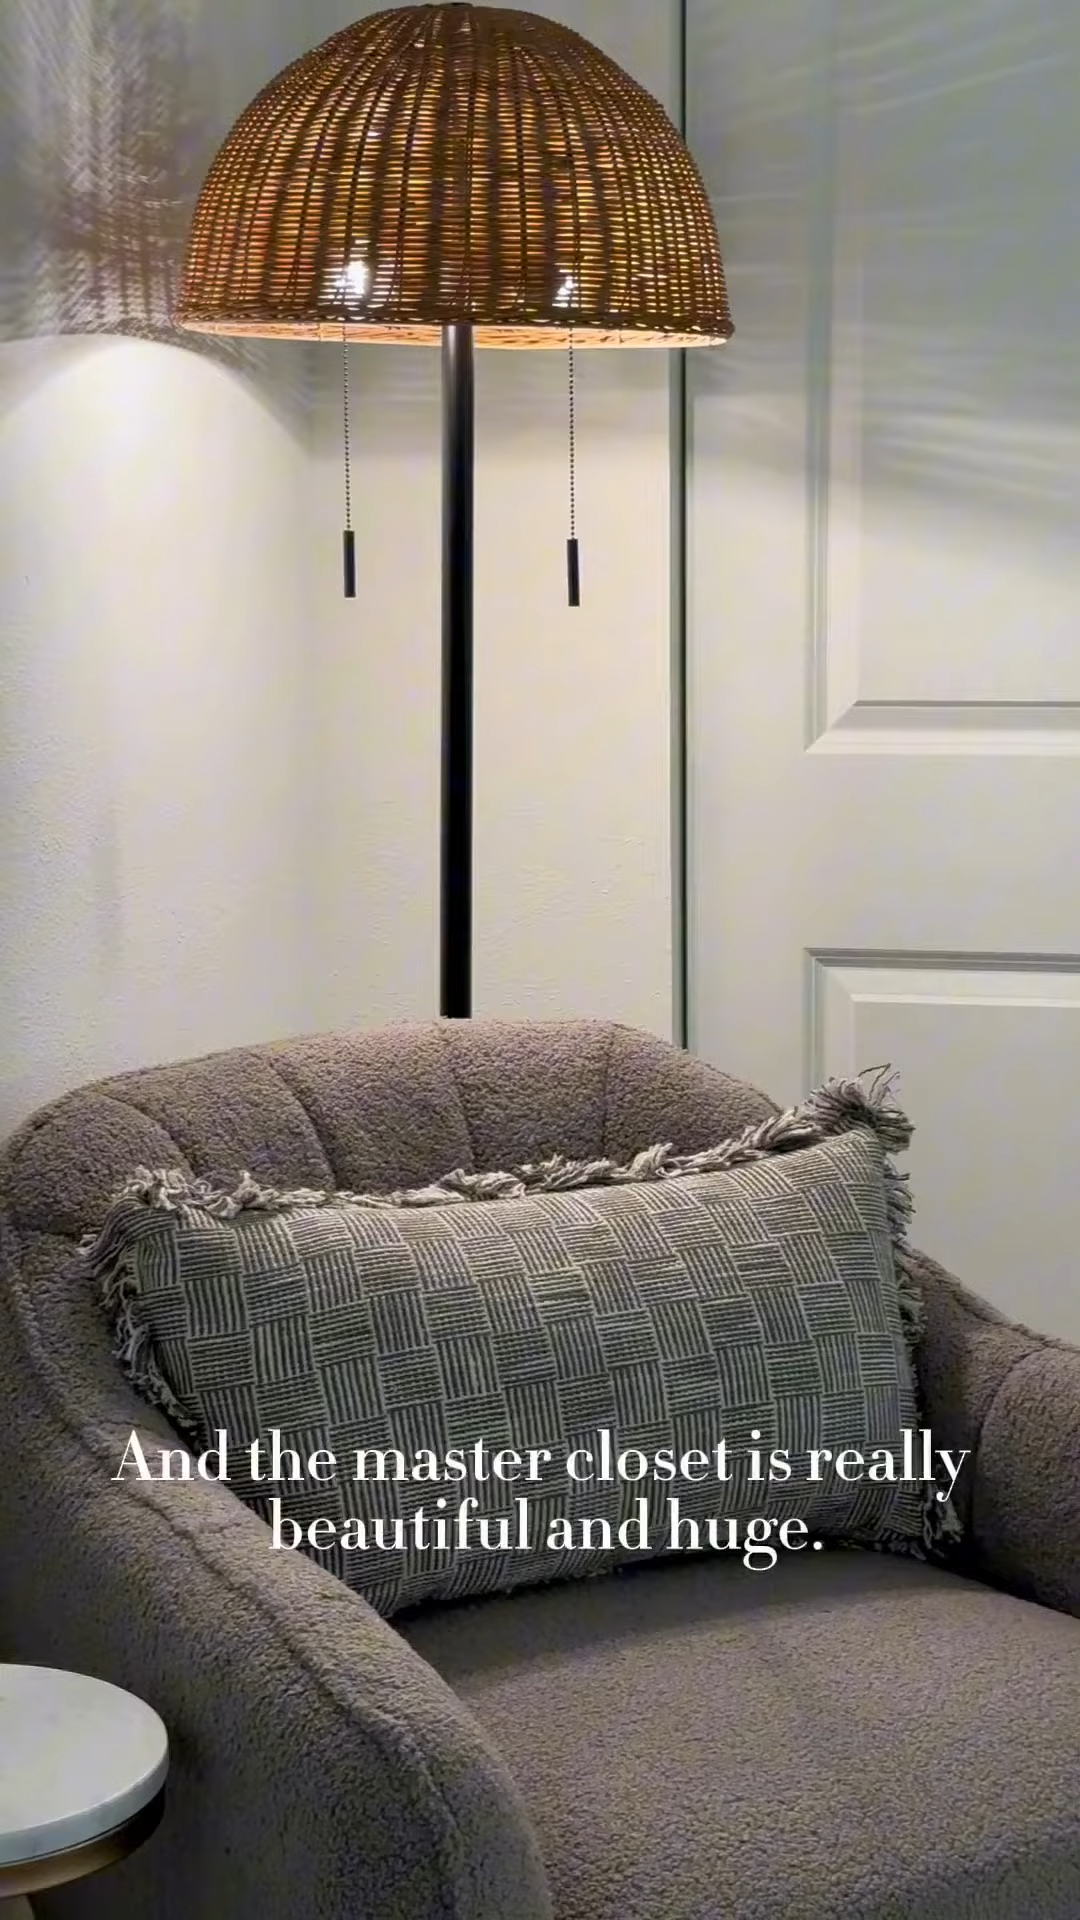 And the master closet is really
beautiful and huge.